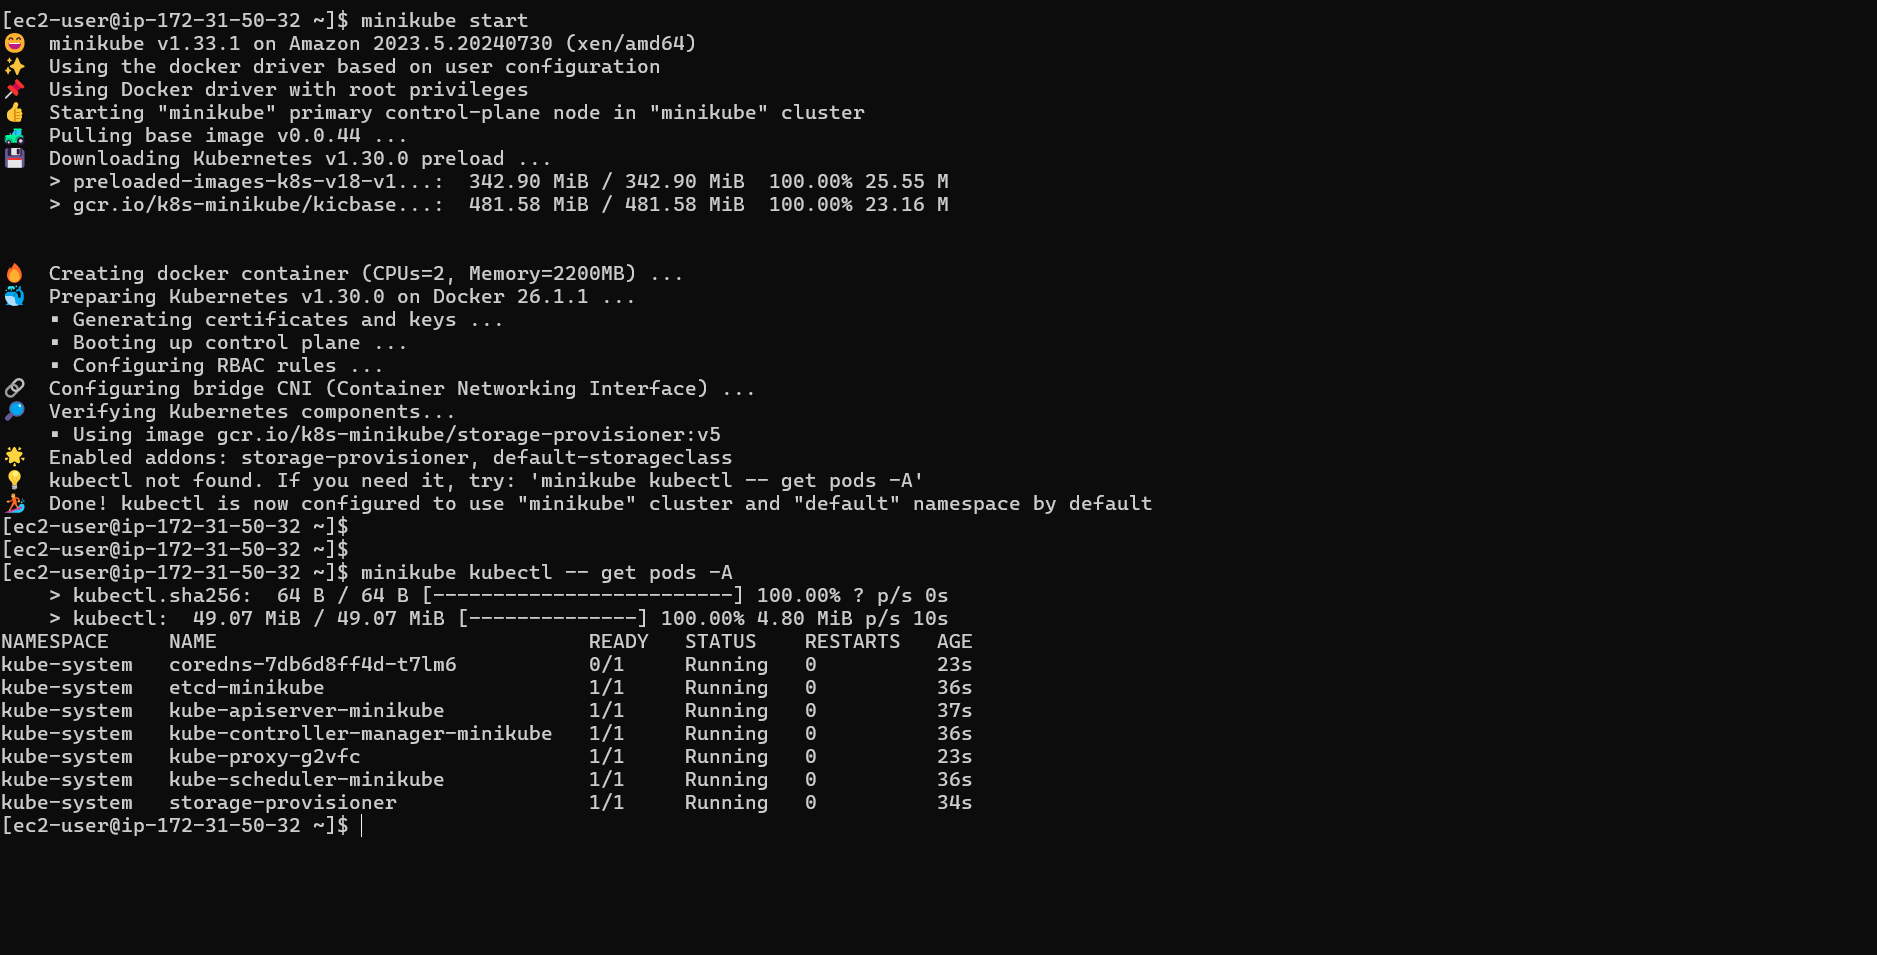 [ec2-user@ip-172-31-50-32 ~]$ minikube start
😄  minikube v1.33.1 on Amazon 2023.5.20240730 (xen/amd64)
✨  Using the docker driver based on user configuration
📌  Using Docker driver with root privileges
👍  Starting "minikube" primary control-plane node in "minikube" cluster
🚜  Pulling base image v0.0.44 ...
💾  Downloading Kubernetes v1.30.0 preload ...
    > preloaded-images-k8s-v18-v1...:  342.90 MiB / 342.90 MiB  100.00% 25.55 M
    > gcr.io/k8s-minikube/kicbase...:  481.58 MiB / 481.58 MiB  100.00% 23.16 M
🔥  Creating docker container (CPUs=2, Memory=2200MB) ...
🐳  Preparing Kubernetes v1.30.0 on Docker 26.1.1 ...
    ▪ Generating certificates and keys ...
    ▪ Booting up control plane ...
    ▪ Configuring RBAC rules ...
🔗  Configuring bridge CNI (Container Networking Interface) ...
🔎  Verifying Kubernetes components...
    ▪ Using image gcr.io/k8s-minikube/storage-provisioner:v5
🌟  Enabled addons: storage-provisioner, default-storageclass
💡  kubectl not found. If you need it, try: 'minikube kubectl -- get pods -A'
🏄  Done! kubectl is now configured to use "minikube" cluster and "default" namespace by default
[ec2-user@ip-172-31-50-32 ~]$
[ec2-user@ip-172-31-50-32 ~]$
[ec2-user@ip-172-31-50-32 ~]$ minikube kubectl -- get pods -A
    > kubectl.sha256:  64 B / 64 B [-------------------------] 100.00% ? p/s 0s
    > kubectl:  49.07 MiB / 49.07 MiB [--------------] 100.00% 4.80 MiB p/s 10s
NAMESPACE     NAME                               READY   STATUS    RESTARTS   AGE
kube-system   coredns-7db6d8ff4d-t7lm6           0/1     Running   0          23s
kube-system   etcd-minikube                      1/1     Running   0          36s
kube-system   kube-apiserver-minikube            1/1     Running   0          37s
kube-system   kube-controller-manager-minikube   1/1     Running   0          36s
kube-system   kube-proxy-g2vfc                   1/1     Running   0          23s
kube-system   kube-scheduler-minikube            1/1     Running   0          36s
kube-system   storage-provisioner                1/1     Running   0          34s
[ec2-user@ip-172-31-50-32 ~]$